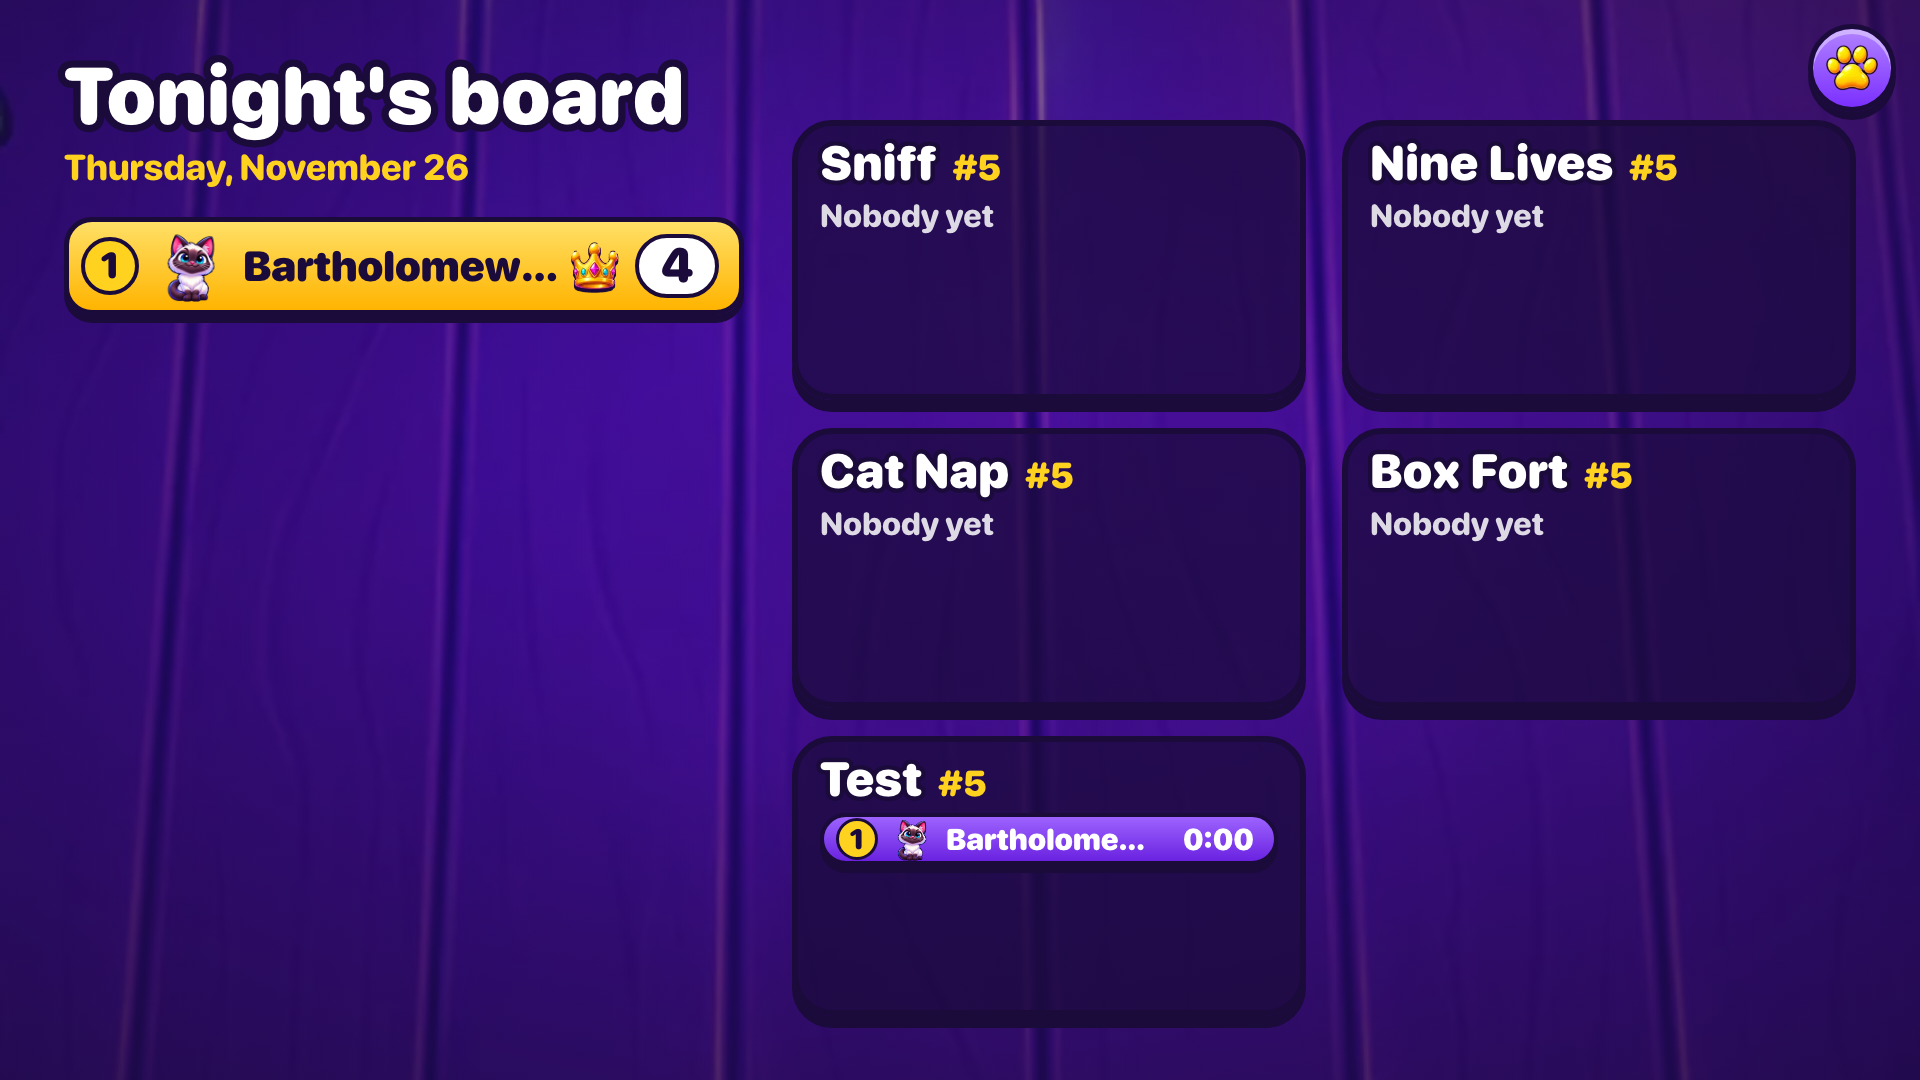 Tonight's board
Thursday, November 26
1 Bartholomew... 4
Sniff #5
Nobody yet
Nine Lives #5
Nobody yet
Cat Nap #5
Nobody yet
Box Fort #5
Nobody yet
Test #5
1 Bartholome... 0:00